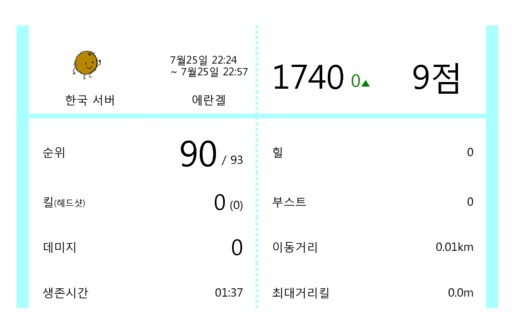 7월25일 22:24
~ 7월25일 22:57
한국 서버
에란겔
1740 0▲
9점
순위
90 / 93
킬(헤드샷)
0 (0)
데미지
0
생존시간
01:37
힐
0
부스트
0
이동거리
0.01km
최대거리킬
0.0m